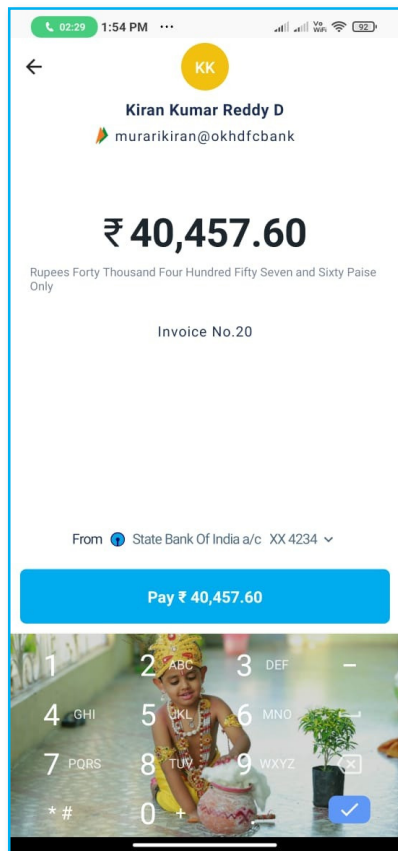 02:29 1:54 PM ... Vo WiFi 92
KK
Kiran Kumar Reddy D
murarikiran@okhdfcbank
₹ 40,457.60
Rupees Forty Thousand Four Hundred Fifty Seven and Sixty Paise
Only
Invoice No.20
From State Bank Of India a/c XX 4234
Pay ₹ 40,457.60
1 2 ABC 3 DEF –
4 GHI 5 JKL 6 MNO
7 PQRS 8 TUV 9 WXYZ
* # 0 + .